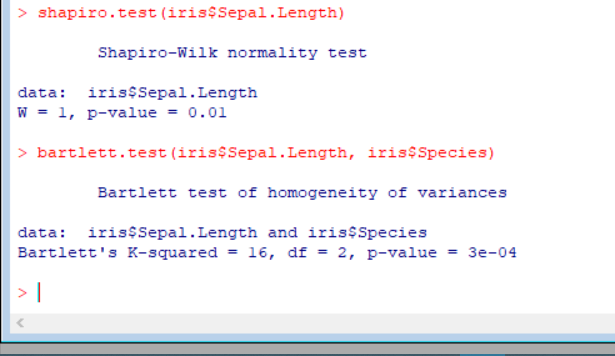 > shapiro.test(iris$Sepal.Length)
Shapiro-Wilk normality test
data:  iris$Sepal.Length
W = 1, p-value = 0.01
> bartlett.test(iris$Sepal.Length, iris$Species)
Bartlett test of homogeneity of variances
data:  iris$Sepal.Length and iris$Species
Bartlett's K-squared = 16, df = 2, p-value = 3e-04
>